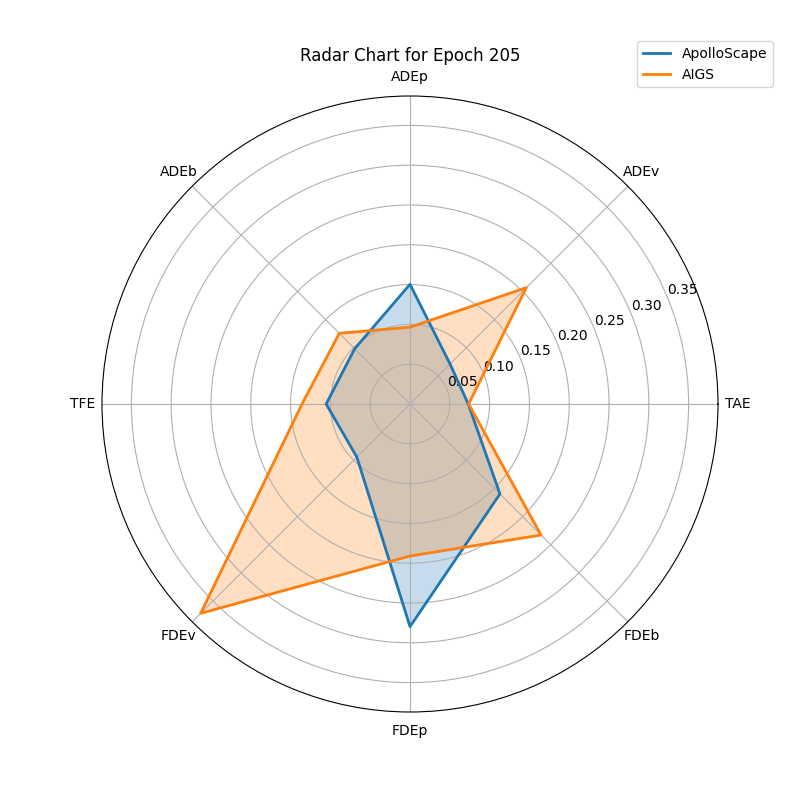 Radar Chart for Epoch 205
ApolloScape
AIGS
ADEp
ADEb
ADEv
0.35
0.30
0.25
0.20
0.15
0.10
0.05
TFE
TAE
FDEv
FDEb
FDEp